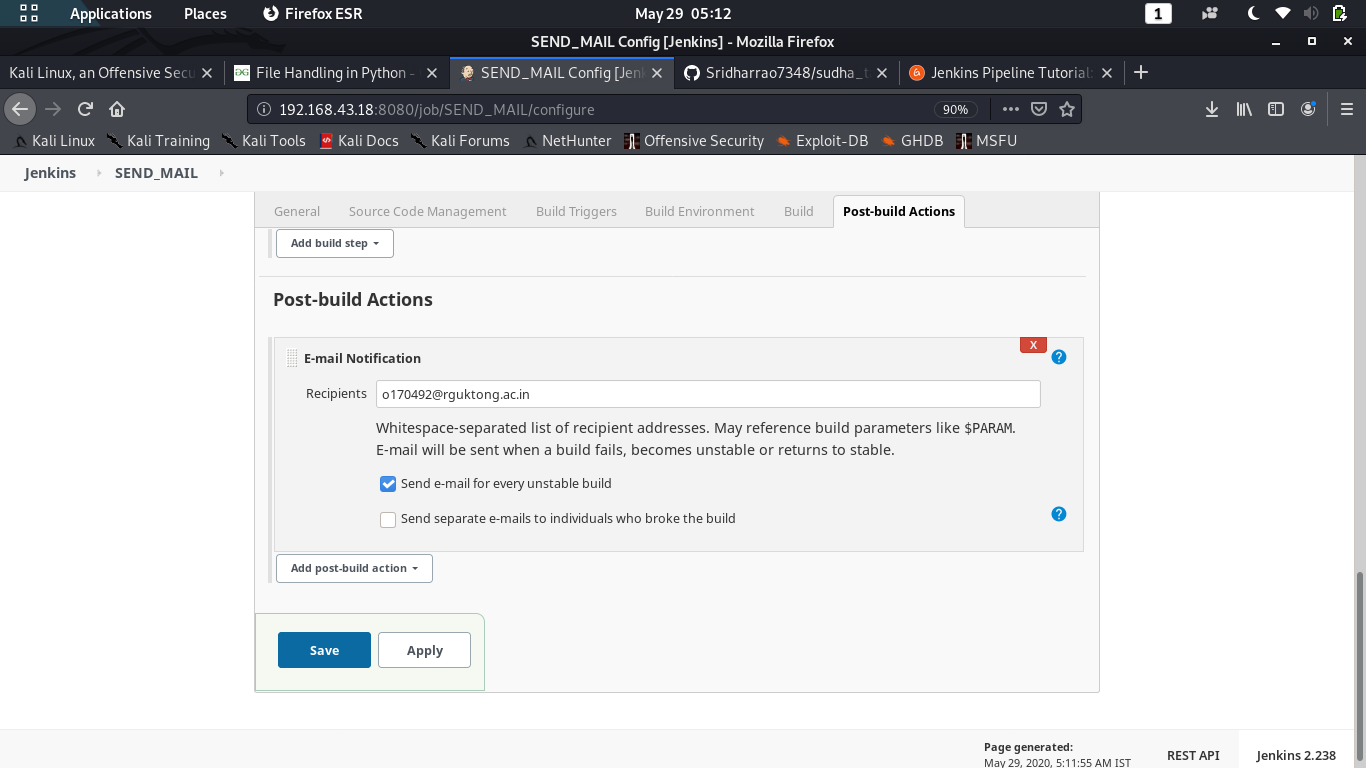 Applications Places Firefox ESR May 29 05:12 1
SEND_MAIL Config [Jenkins] - Mozilla Firefox
Kali Linux, an Offensive Secu File Handling in Python - SEND_MAIL Config [Jenk Sridharrao7348/sudha_t Jenkins Pipeline Tutorial:
192.168.43.18:8080/job/SEND_MAIL/configure 90%
Kali Linux Kali Training Kali Tools Kali Docs Kali Forums NetHunter Offensive Security Exploit-DB GHDB MSFU
Jenkins SEND_MAIL
General Source Code Management Build Triggers Build Environment Build Post-build Actions
Add build step
Post-build Actions
X
E-mail Notification ?
Recipients o170492@rguktong.ac.in
Whitespace-separated list of recipient addresses. May reference build parameters like $PARAM.
E-mail will be sent when a build fails, becomes unstable or returns to stable.
Send e-mail for every unstable build
Send separate e-mails to individuals who broke the build ?
Add post-build action
Save Apply
Page generated:
May 29, 2020, 5:11:55 AM IST REST API Jenkins 2.238